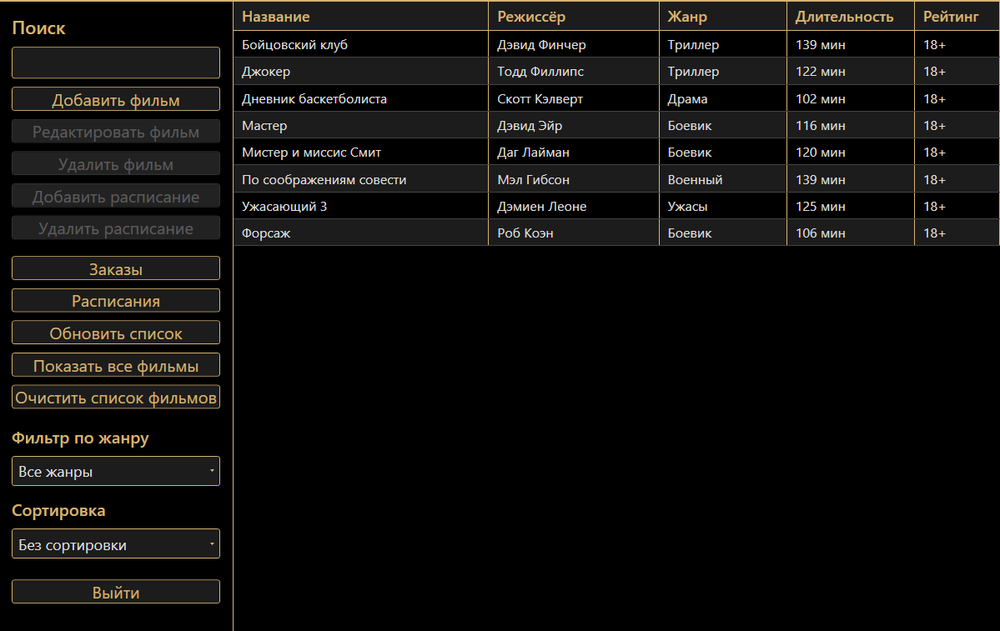 Поиск
Добавить фильм
Редактировать фильм
Удалить фильм
Добавить расписание
Удалить расписание
Заказы
Расписания
Обновить список
Показать все фильмы
Очистить список фильмов
Фильтр по жанру
Все жанры
Сортировка
Без сортировки
Выйти
Название Режиссёр Жанр Длительность Рейтинг
Бойцовский клуб Дэвид Финчер Триллер 139 мин 18+
Джокер Тодд Филлипс Триллер 122 мин 18+
Дневник баскетболиста Скотт Кэлверт Драма 102 мин 18+
Мастер Дэвид Эйр Боевик 116 мин 18+
Мистер и миссис Смит Даг Лайман Боевик 120 мин 18+
По соображениям совести Мэл Гибсон Военный 139 мин 18+
Ужасающий 3 Дэмиен Леоне Ужасы 125 мин 18+
Форсаж Роб Коэн Боевик 106 мин 18+